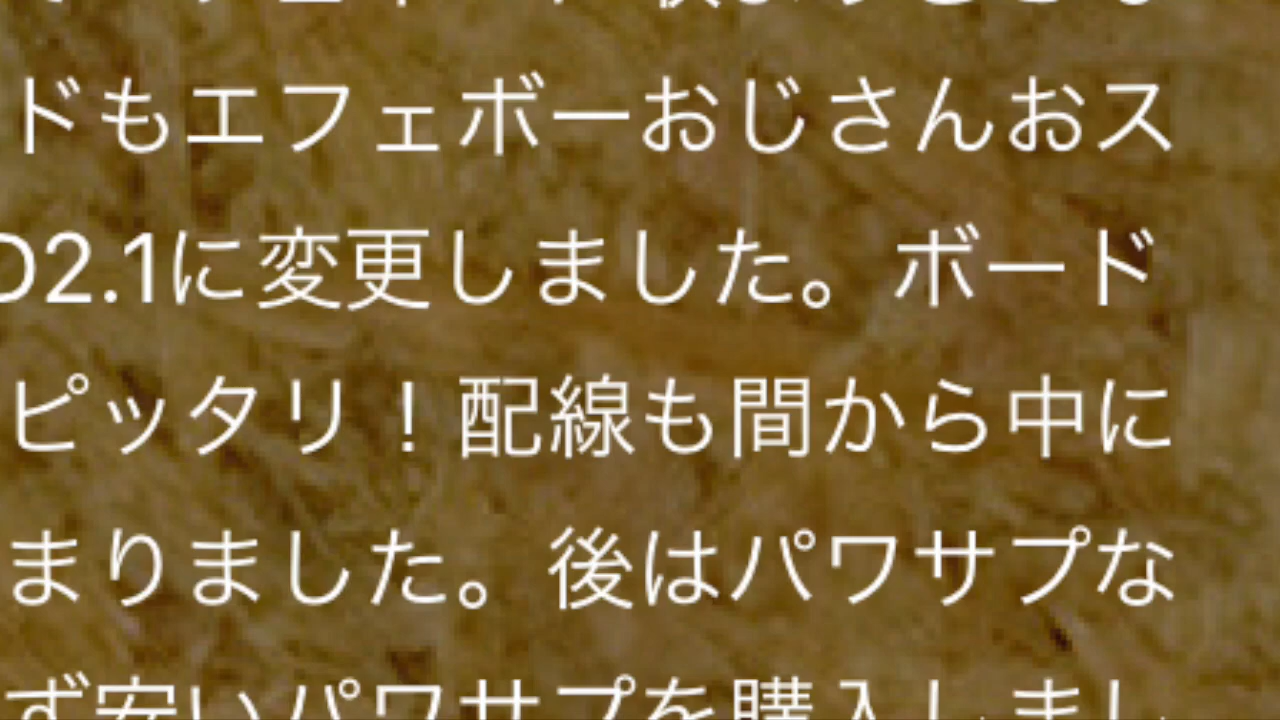 ドもエフェボーおじさんおス
D2.1に変更しました。ボード
ピッタリ！配線も間から中に
まりました。後はパワサプな
ず安いパワサプを購入しまし